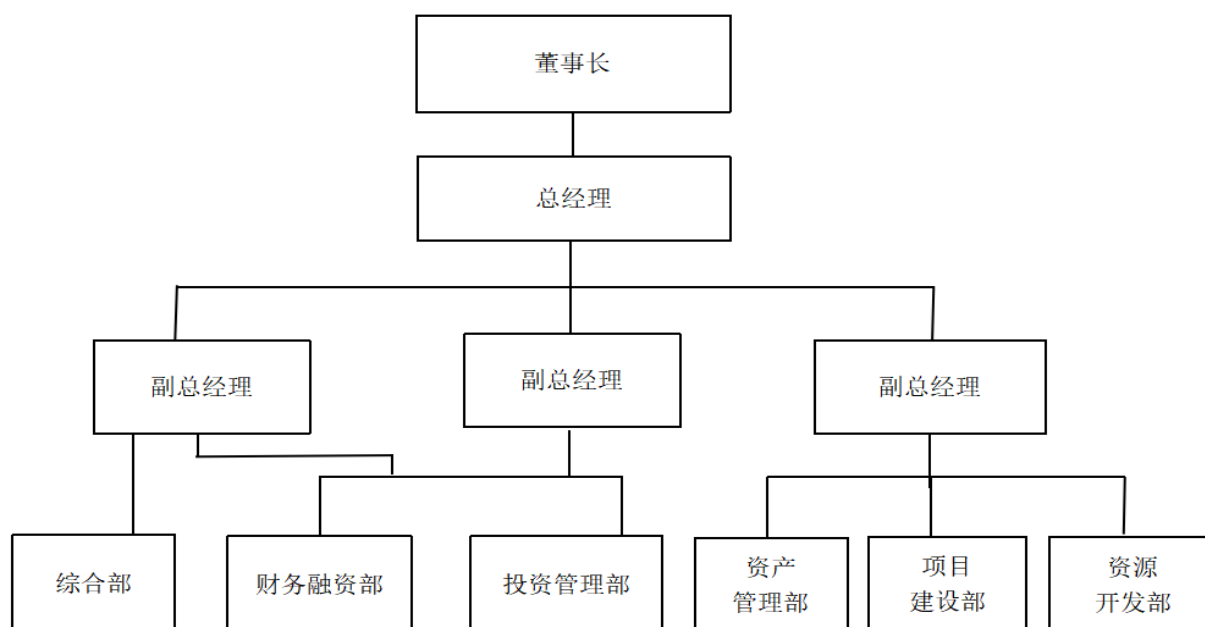 董事长
总经理
副总经理
副总经理
副总经理
综合部
财务融资部
投资管理部
资产
管理部
项目
建设部
资源
开发部